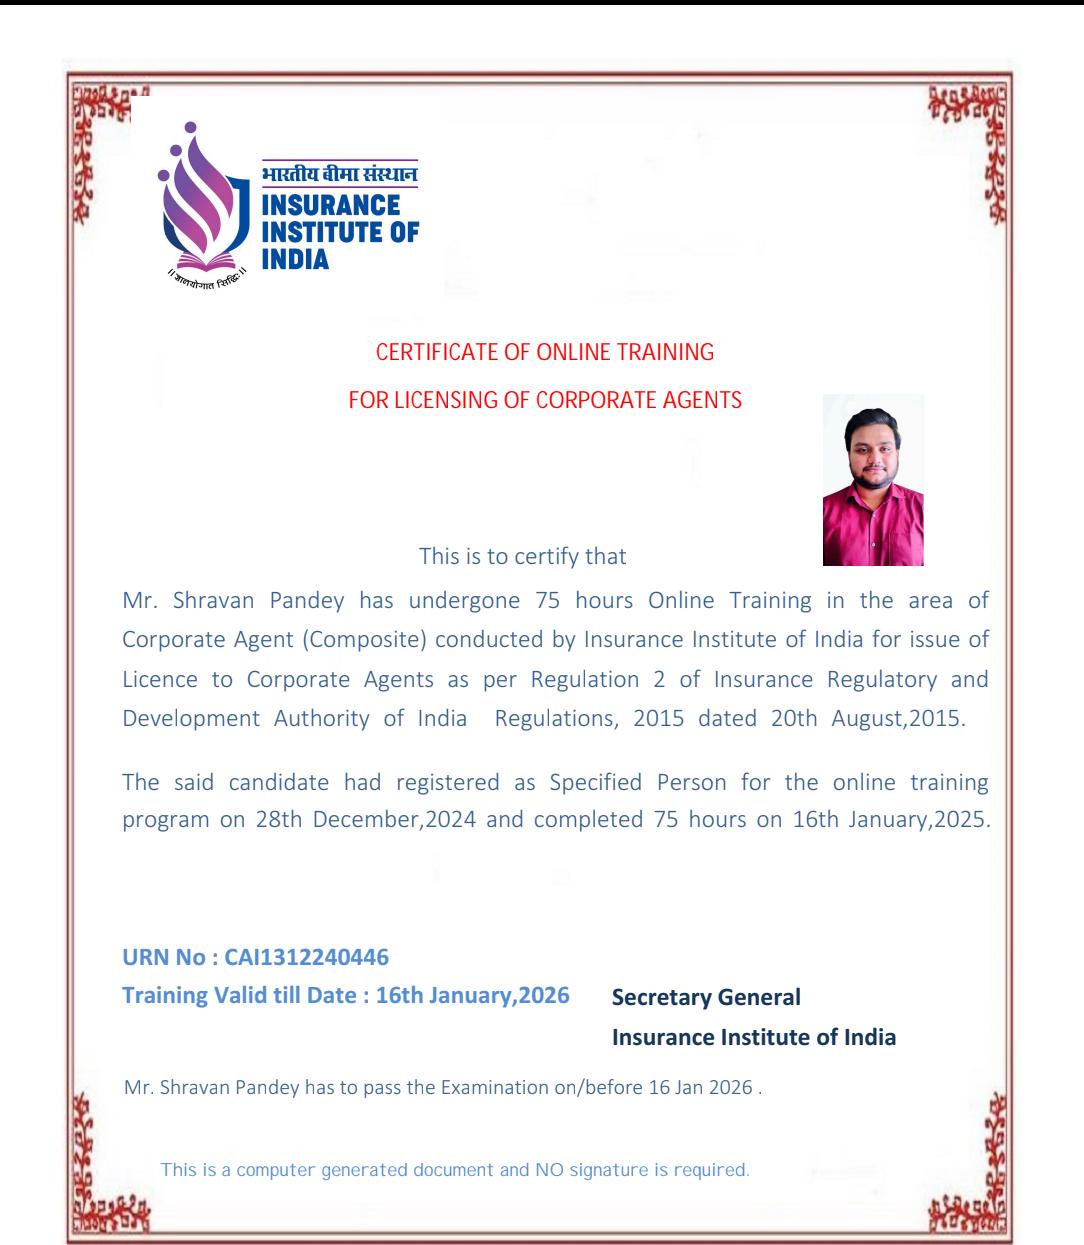 भारतीय बीमा संस्थान
INSURANCE
INSTITUTE OF
INDIA
॥ ज्ञानयोगात सिद्धिः ॥
CERTIFICATE OF ONLINE TRAINING
FOR LICENSING OF CORPORATE AGENTS
This is to certify that
Mr. Shravan Pandey has undergone 75 hours Online Training in the area of
Corporate Agent (Composite) conducted by Insurance Institute of India for issue of
Licence to Corporate Agents as per Regulation 2 of Insurance Regulatory and
Development Authority of India Regulations, 2015 dated 20th August,2015.
The said candidate had registered as Specified Person for the online training
program on 28th December,2024 and completed 75 hours on 16th January,2025.
URN No : CAI1312240446
Training Valid till Date : 16th January,2026
Secretary General
Insurance Institute of India
Mr. Shravan Pandey has to pass the Examination on/before 16 Jan 2026 .
This is a computer generated document and NO signature is required.